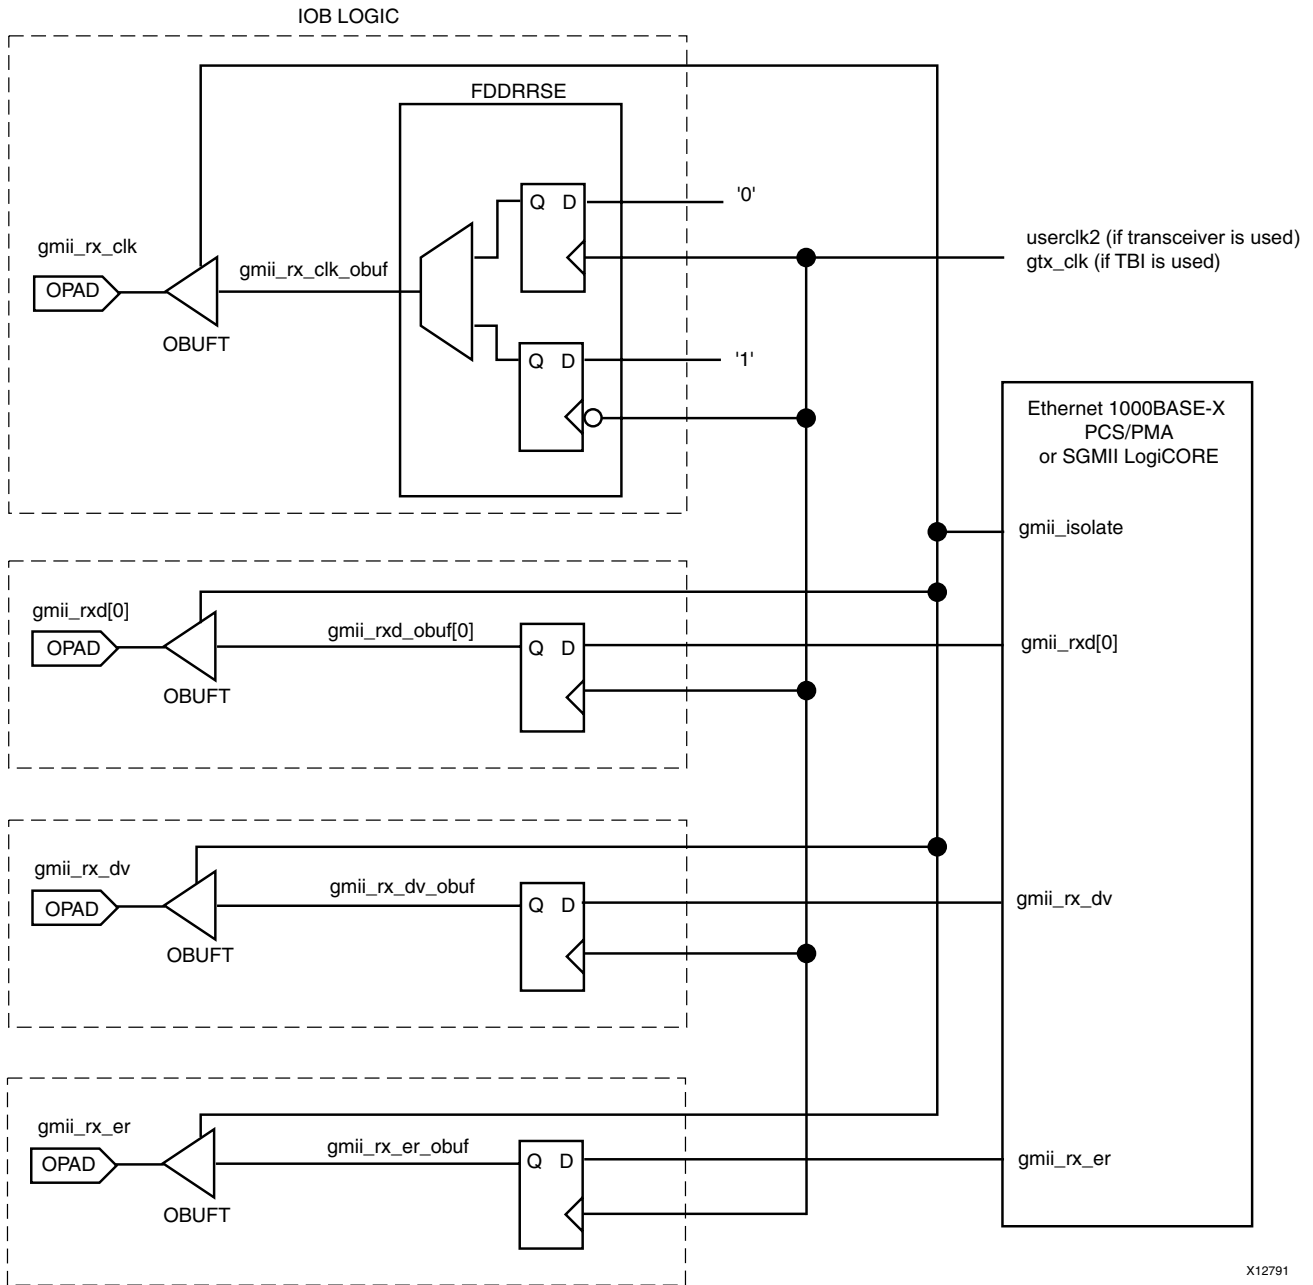 IOB LOGIC
FDDRRSE
Q D
'0'
gmii_rx_clk
gmii_rx_clk_obuf
userclk2 (if transceiver is used)
gtx_clk (if TBI is used)
OPAD
OBUFT
Q D
'1'
Ethernet 1000BASE-X
PCS/PMA
or SGMII LogiCORE
gmii_isolate
gmii_rxd[0]
gmii_rxd_obuf[0]
OPAD
Q D
gmii_rxd[0]
OBUFT
gmii_rx_dv
gmii_rx_dv_obuf
OPAD
Q D
gmii_rx_dv
OBUFT
gmii_rx_er
gmii_rx_er_obuf
OPAD
Q D
gmii_rx_er
OBUFT
X12791